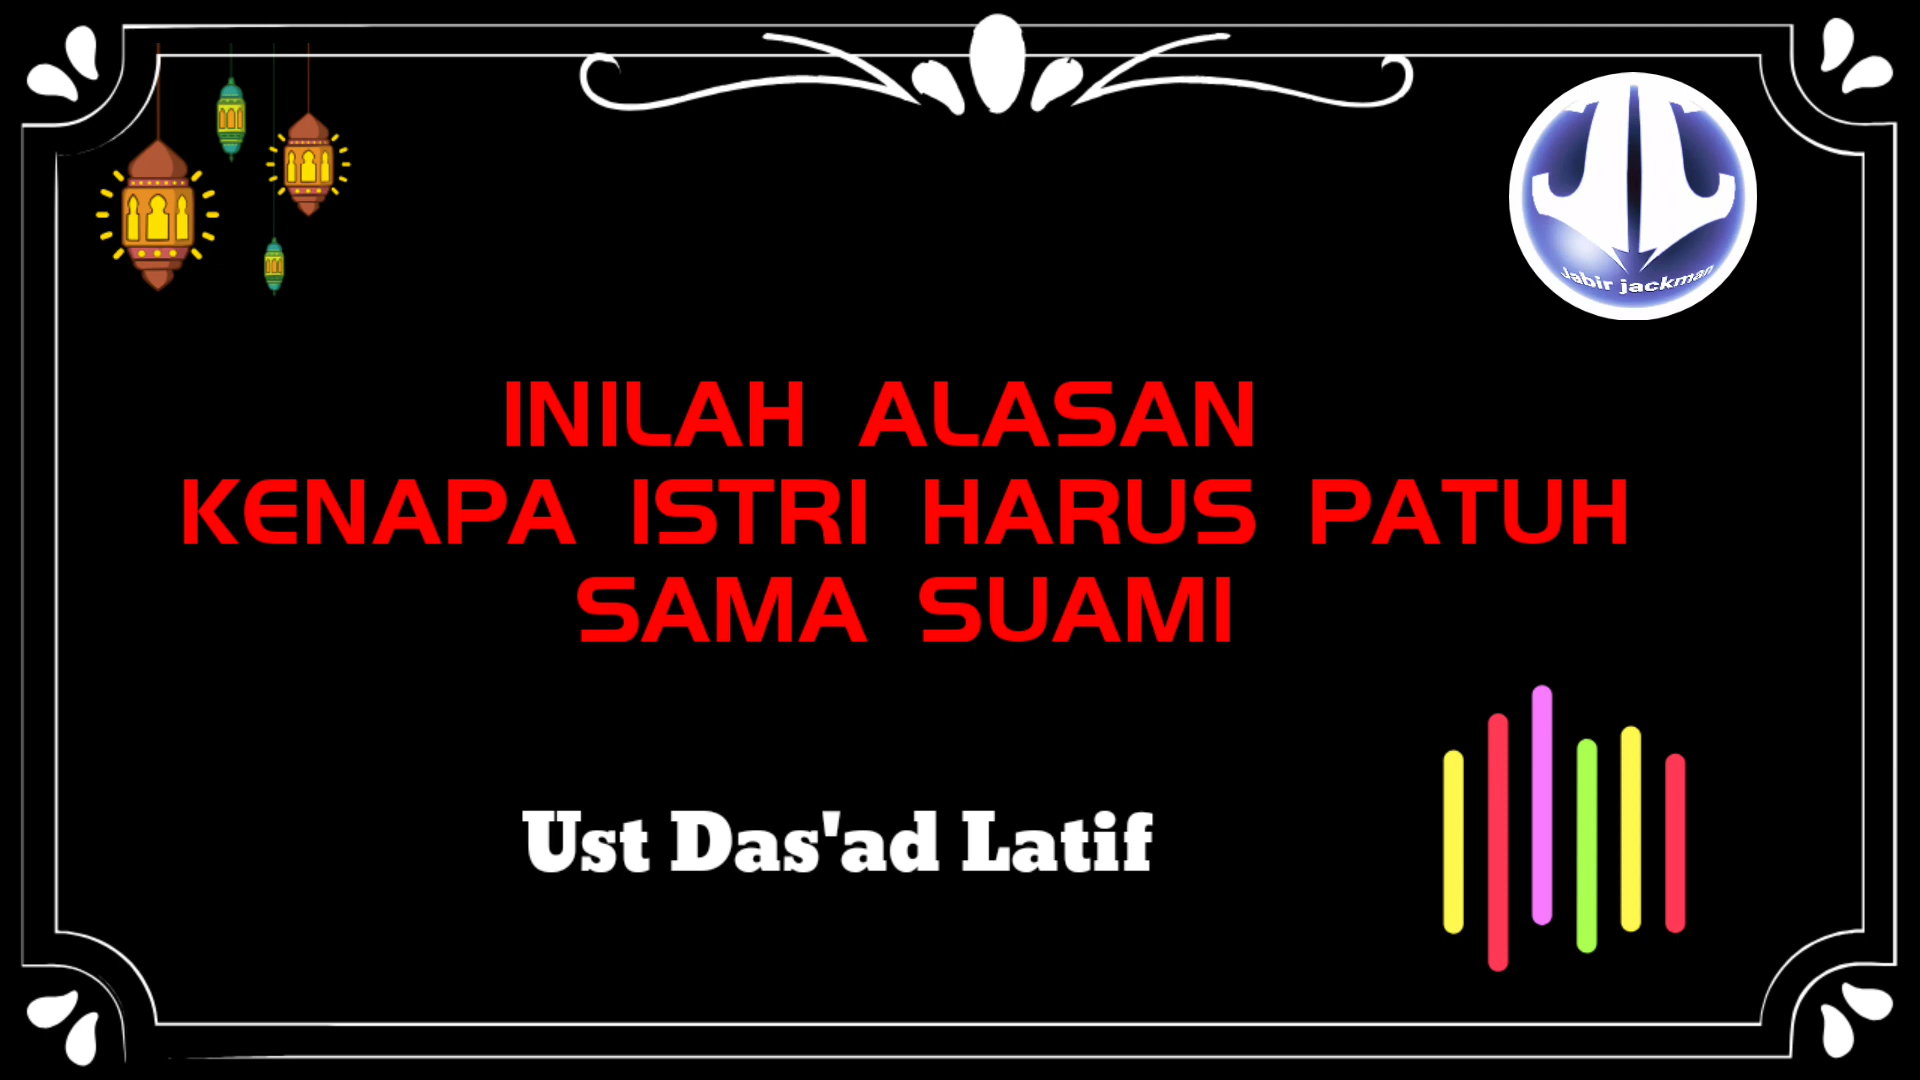 Jabir jackman
INILAH ALASAN
KENAPA ISTRI HARUS PATUH
SAMA SUAMI
Ust Das'ad Latif